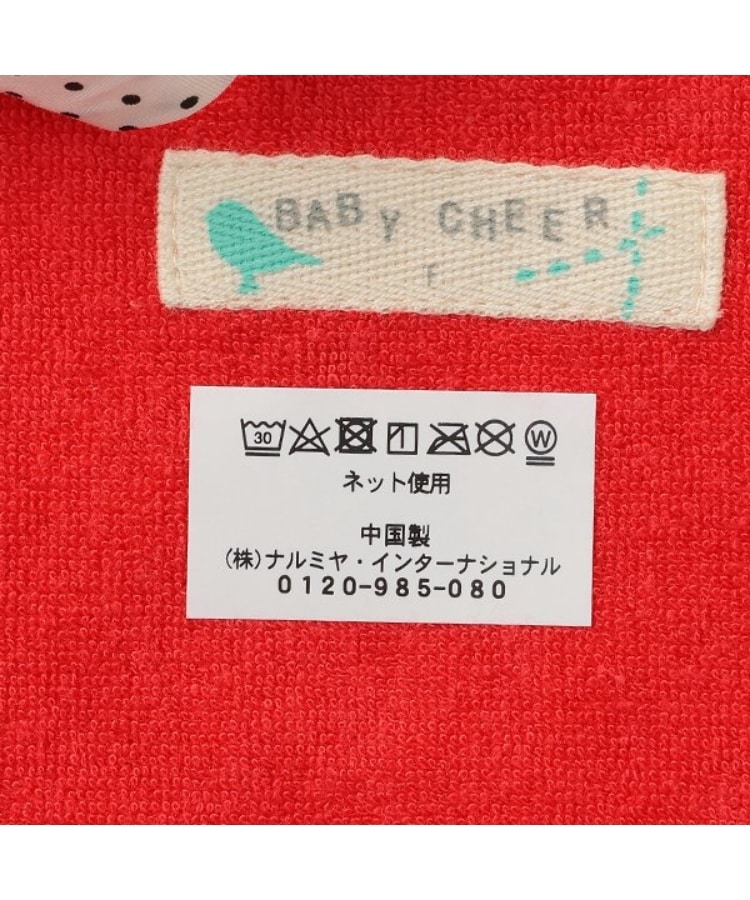 BABY CHEER
F
30
W
ネット使用
中国製
(株)ナルミヤ・インターナショナル
0120-985-080